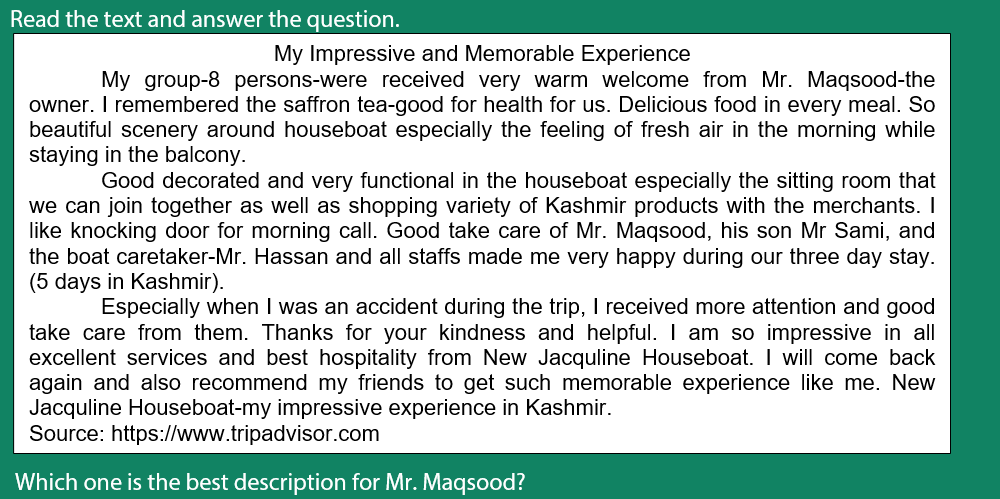 Read the text and answer the question.
My Impressive and Memorable Experience
My group-8 persons-were received very warm welcome from Mr. Maqsood-the
owner. I remembered the saffron tea-good for health for us. Delicious food in every meal. So
beautiful scenery around houseboat especially the feeling of fresh air in the morning while
staying in the balcony.
Good decorated and very functional in the houseboat especially the sitting room that
we can join together as well as shopping variety of Kashmir products with the merchants. I
like knocking door for morning call. Good take care of Mr. Maqsood, his son Mr Sami, and
the boat caretaker-Mr. Hassan and all staffs made me very happy during our three day stay.
(5 days in Kashmir).
Especially when I was an accident during the trip, I received more attention and good
take care from them. Thanks for your kindness and helpful. I am so impressive in all
excellent services and best hospitality from New Jacquline Houseboat. I will come back
again and also recommend my friends to get such memorable experience like me. New
Jacquline Houseboat-my impressive experience in Kashmir.
Source: https://www.tripadvisor.com
Which one is the best description for Mr. Maqsood?